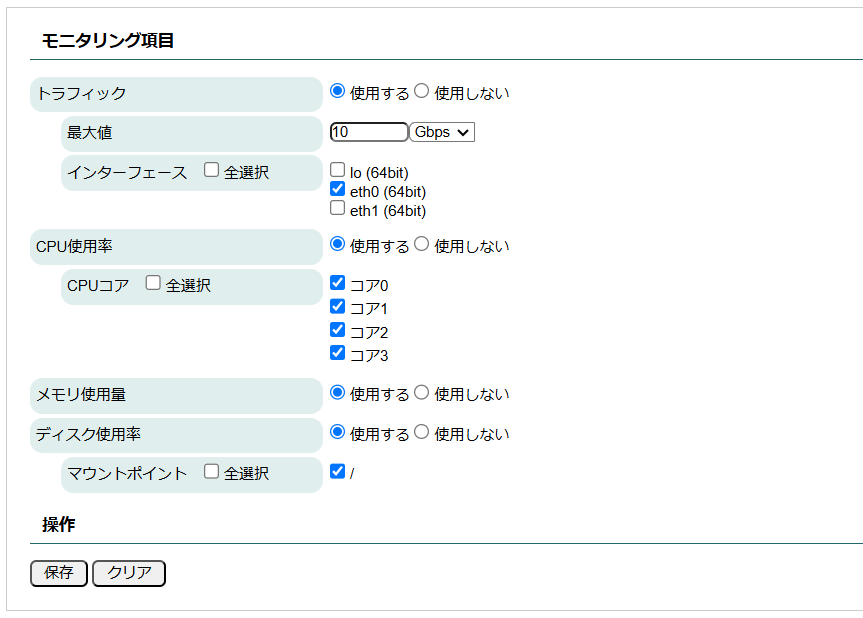 モニタリング項目
トラフィック 使用する 使用しない
最大値 10 Gbps
インターフェース 全選択 lo (64bit)
eth0 (64bit)
eth1 (64bit)
CPU使用率 使用する 使用しない
CPUコア 全選択 コア0
コア1
コア2
コア3
メモリ使用量 使用する 使用しない
ディスク使用率 使用する 使用しない
マウントポイント 全選択 /
操作
保存 クリア